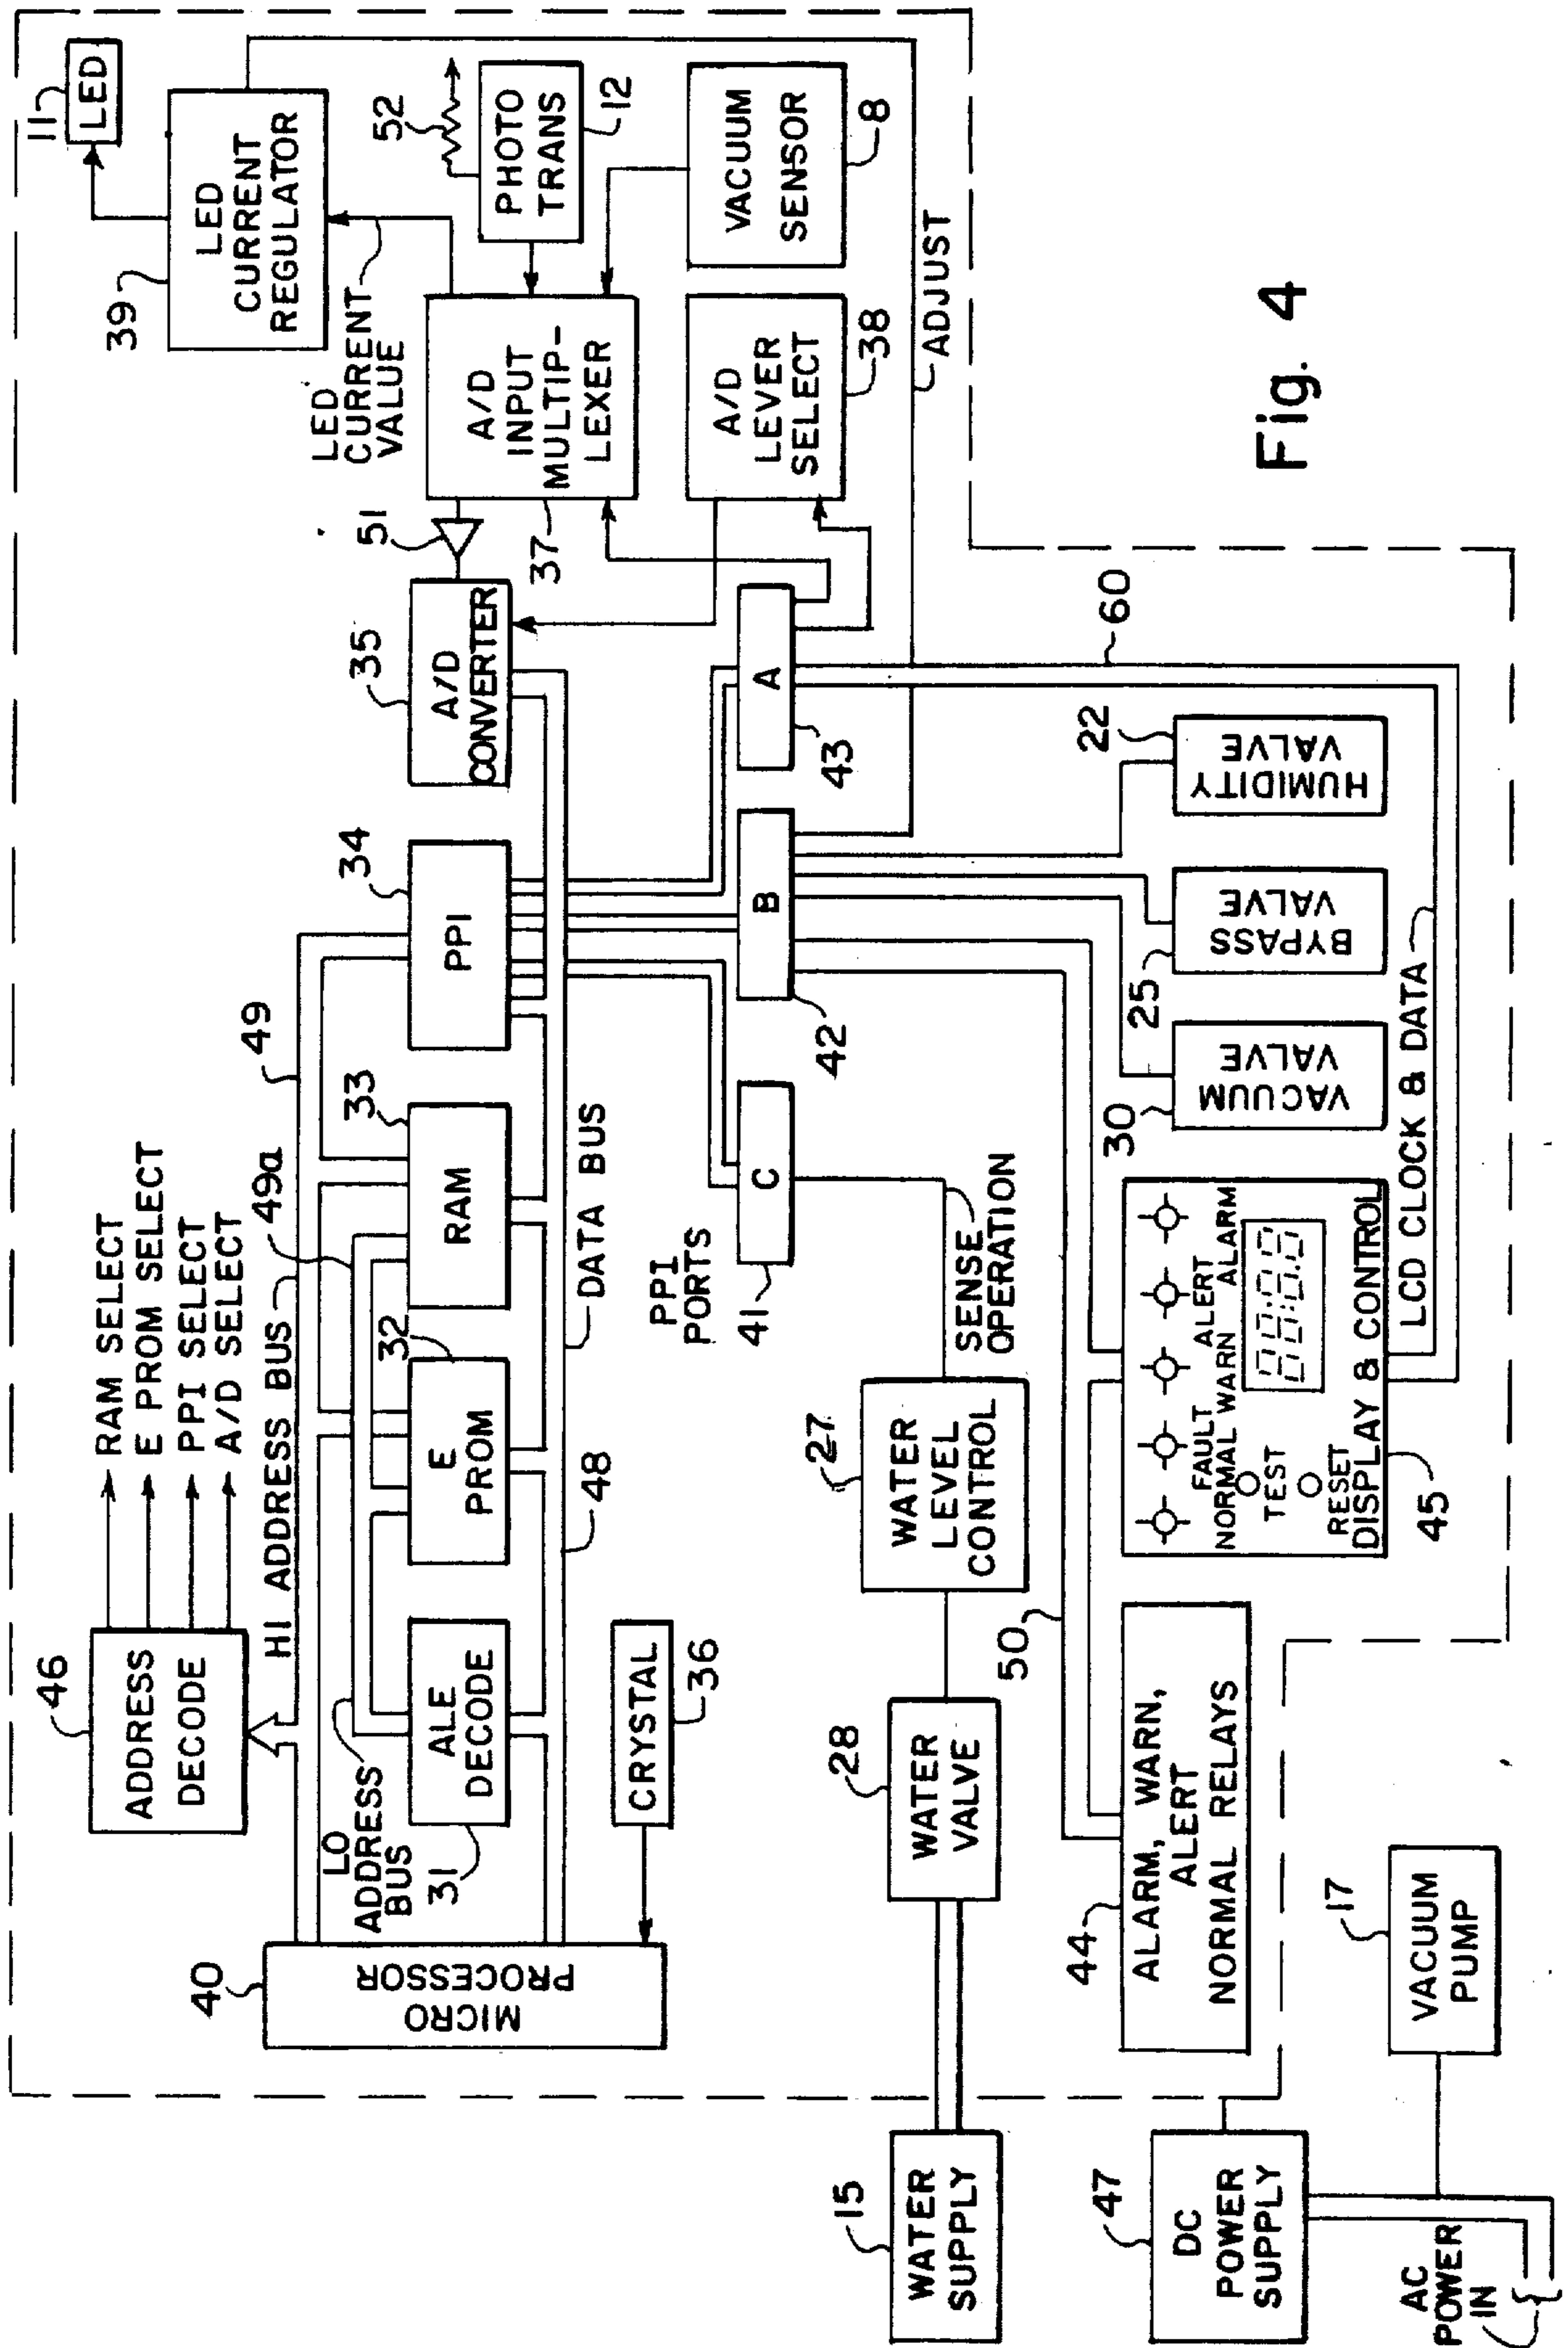 46
ADDRESS
DECODE
RAM SELECT
E PROM SELECT
PPI SELECT
A/D SELECT
11
LED
39
LED
CURRENT
REGULATOR
HI ADDRESS BUS
49a
49
LED
CURRENT
VALUE
52
PHOTO
TRANS
12
40
MICRO
PROCESSOR
LO
ADDRESS
BUS
31
ALE
DECODE
32
E
PROM
33
RAM
34
PPI
35
A/D
CONVERTER
51
37
A/D
INPUT
MULTIP-
LEXER
VACUUM
SENSOR
8
CRYSTAL
36
48
DATA BUS
A/D
LEVER
SELECT
38
PPI
PORTS
41
C
B
42
A
43
ADJUST
15
WATER
SUPPLY
28
WATER
VALVE
27
WATER
LEVEL
CONTROL
SENSE
OPERATION
50
60
44
ALARM, WARN,
ALERT
NORMAL RELAYS
FAULT ALERT
NORMAL WARN ALARM
TEST
RESET
88:88
DISPLAY & CONTROL
45
30
VACUUM
VALVE
25
BYPASS
VALVE
22
HUMIDITY
VALVE
LCD CLOCK & DATA
47
DC
POWER
SUPPLY
17
VACUUM
PUMP
AC
POWER
IN
Fig. 4